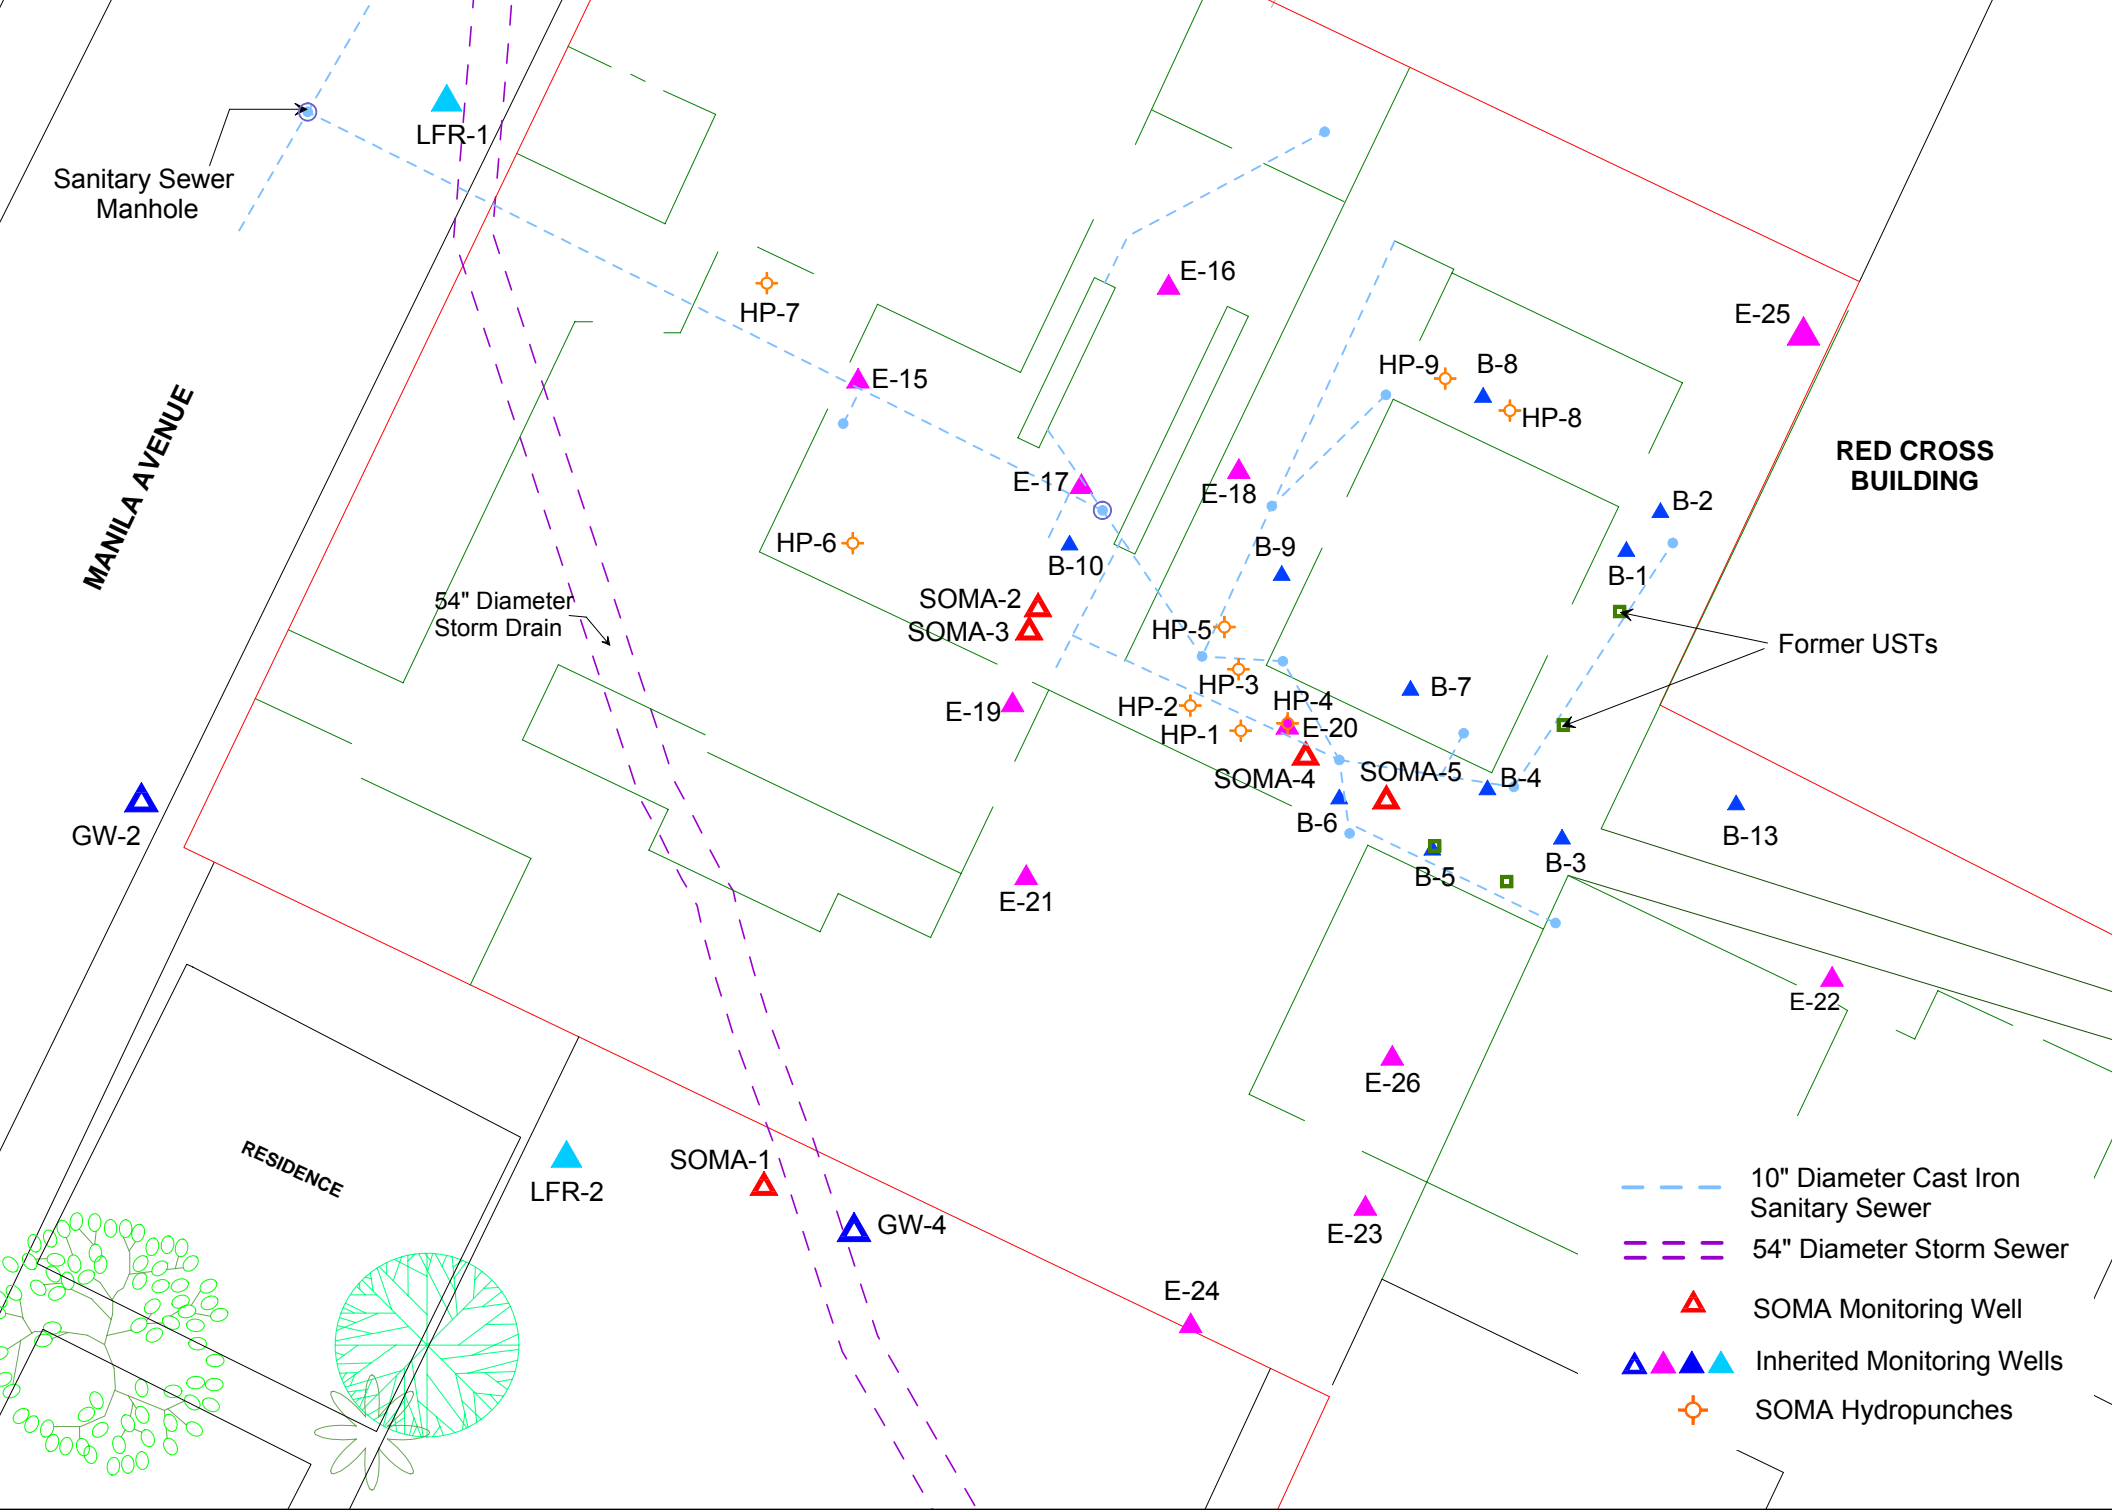 LFR-1
Sanitary Sewer
Manhole
HP-7
E-16
E-25
E-15
HP-9
B-8
HP-8
MANILA AVENUE
RED CROSS
BUILDING
E-17
E-18
B-2
HP-6
B-10
B-9
B-1
54" Diameter
Storm Drain
SOMA-2
SOMA-3
HP-5
Former USTs
HP-3
B-7
E-19
HP-2
HP-4
HP-1
E-20
SOMA-4
SOMA-5
B-4
GW-2
B-6
B-13
B-5
B-3
E-21
E-22
E-26
RESIDENCE
LFR-2
SOMA-1
GW-4
E-23
E-24
10" Diameter Cast Iron
Sanitary Sewer
54" Diameter Storm Sewer
SOMA Monitoring Well
Inherited Monitoring Wells
SOMA Hydropunches